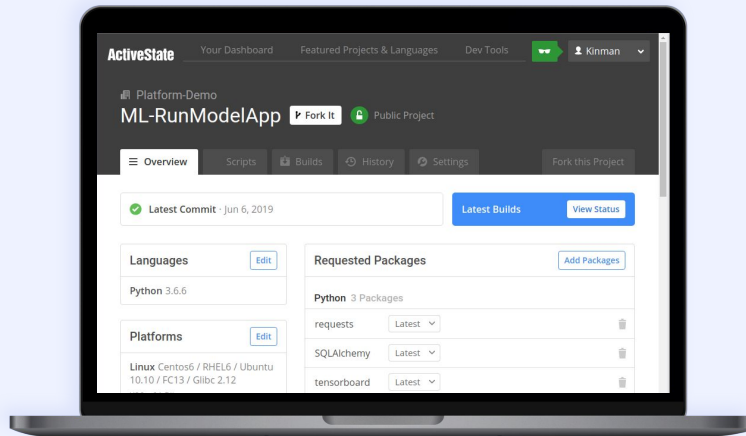 ActiveState Your Dashboard Featured Projects & Languages Dev Tools Kinman
Platform-Demo
ML-RunModelApp Fork It Public Project
Overview Scripts Builds History Settings Fork this Project
Latest Commit · Jun 6, 2019
Latest Builds View Status
Languages Edit
Python 3.6.6
Platforms Edit
Linux Centos6 / RHEL6 / Ubuntu
10.10 / FC13 / Glibc 2.12
Requested Packages Add Packages
Python 3 Packages
requests Latest
SQLAlchemy Latest
tensorboard Latest